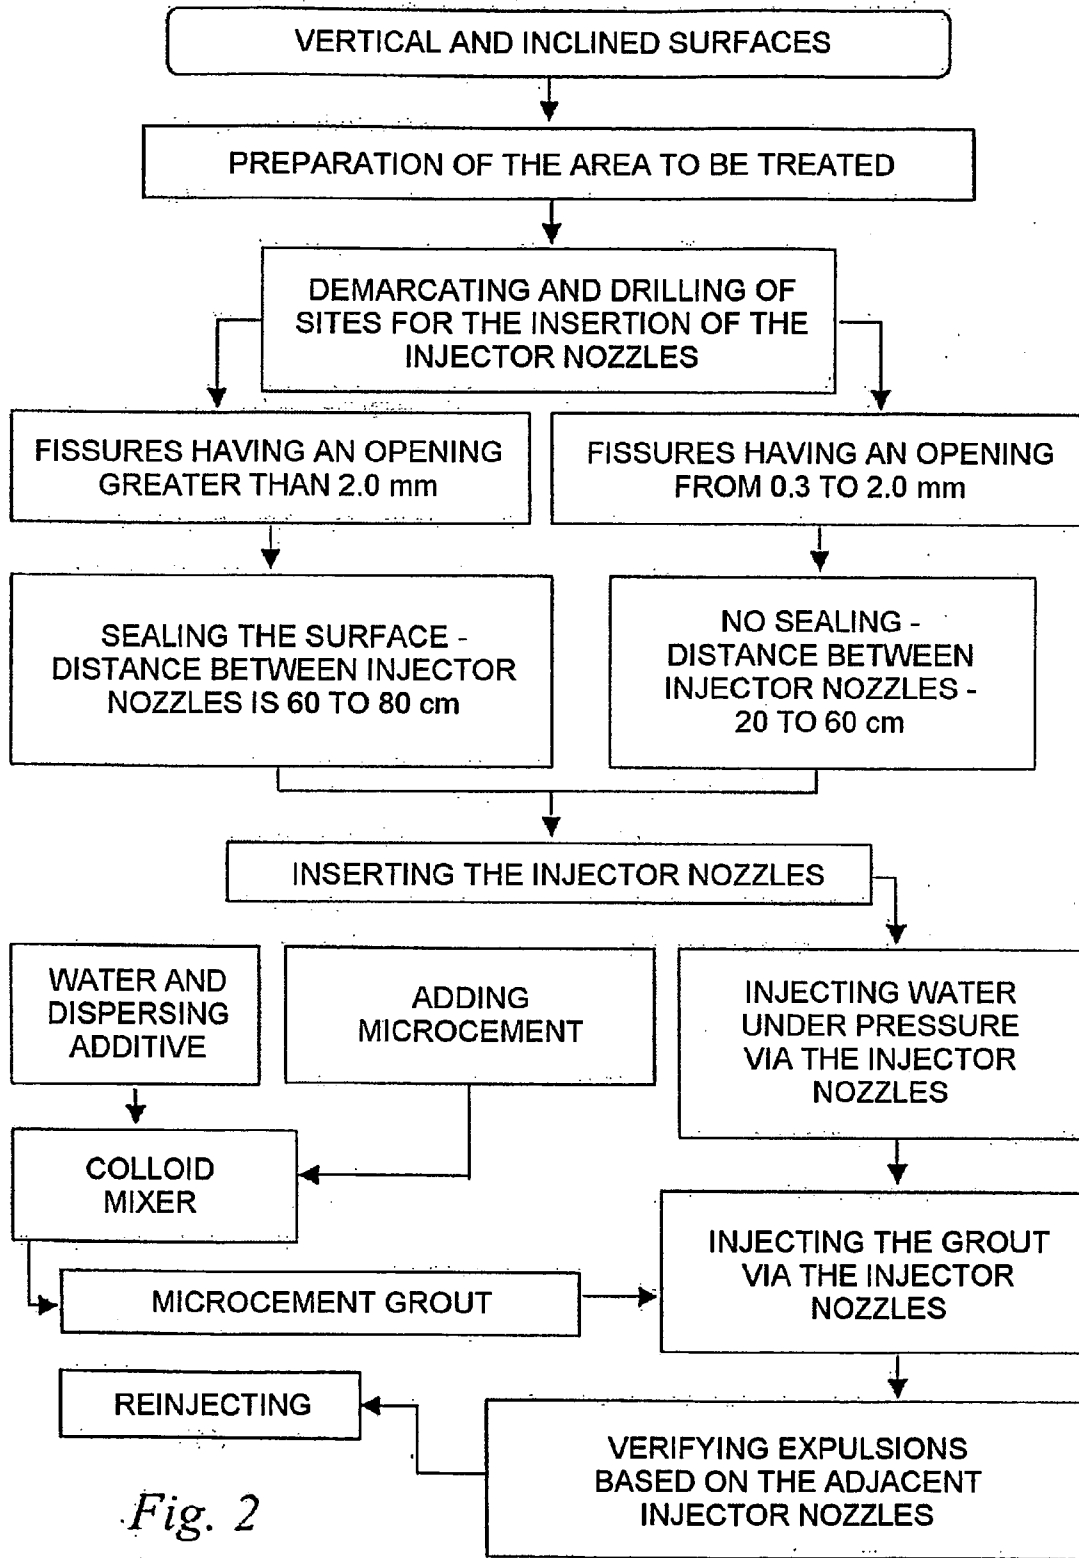 VERTICAL AND INCLINED SURFACES
PREPARATION OF THE AREA TO BE TREATED
DEMARCATING AND DRILLING OF
SITES FOR THE INSERTION OF THE
INJECTOR NOZZLES
FISSURES HAVING AN OPENING
GREATER THAN 2.0 mm
FISSURES HAVING AN OPENING
FROM 0.3 TO 2.0 mm
SEALING THE SURFACE -
DISTANCE BETWEEN INJECTOR
NOZZLES IS 60 TO 80 cm
NO SEALING -
DISTANCE BETWEEN
INJECTOR NOZZLES -
20 TO 60 cm
INSERTING THE INJECTOR NOZZLES
WATER AND
DISPERSING
ADDITIVE
ADDING
MICROCEMENT
INJECTING WATER
UNDER PRESSURE
VIA THE INJECTOR
NOZZLES
COLLOID
MIXER
INJECTING THE GROUT
VIA THE INJECTOR
NOZZLES
MICROCEMENT GROUT
REINJECTING
VERIFYING EXPULSIONS
BASED ON THE ADJACENT
INJECTOR NOZZLES
Fig. 2